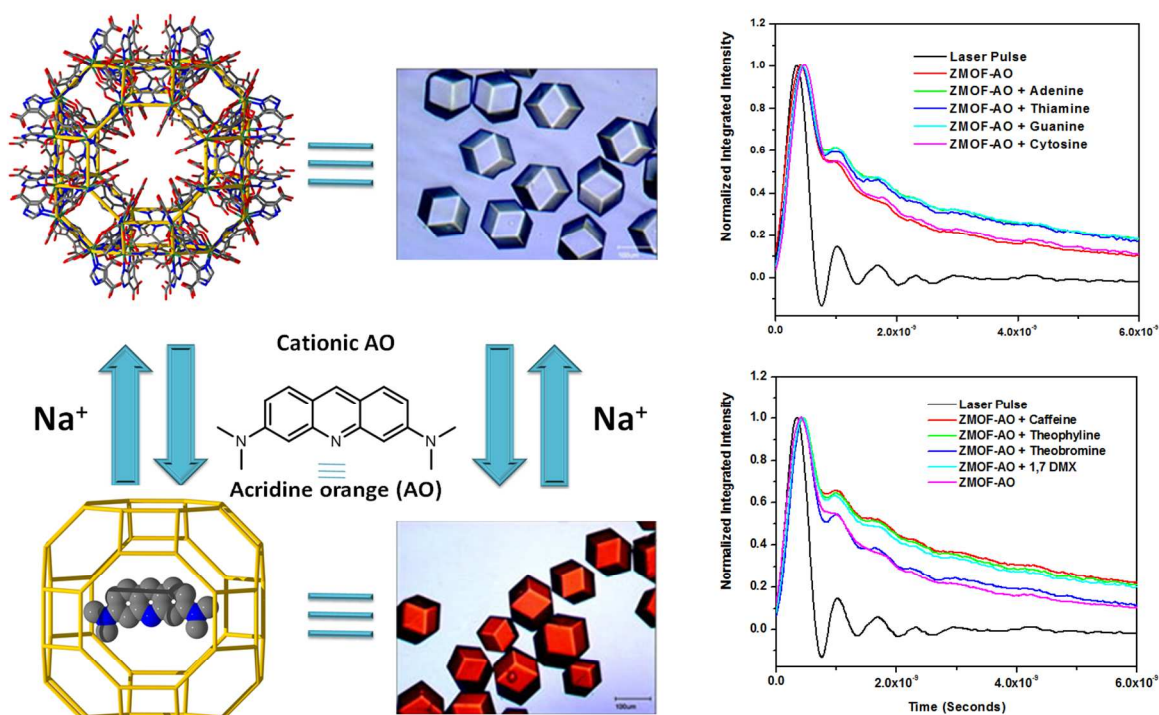 Na⁺
Cationic AO
N
N
N
Acridine orange (AO)
Na⁺
100µm
100µm
Normalized Integrated Intensity
1.2
1.0
0.8
0.6
0.4
0.2
0.0
Laser Pulse
ZMOF-AO
ZMOF-AO + Adenine
ZMOF-AO + Thiamine
ZMOF-AO + Guanine
ZMOF-AO + Cytosine
0.0
2.0x10⁻⁹
4.0x10⁻⁹
6.0x10⁻⁹
Normalized Integrated Intensity
1.2
1.0
0.8
0.6
0.4
0.2
0.0
Laser Pulse
ZMOF-AO + Caffeine
ZMOF-AO + Theophyline
ZMOF-AO + Theobromine
ZMOF-AO + 1,7 DMX
ZMOF-AO
0.0
2.0x10⁻⁹
4.0x10⁻⁹
6.0x10⁻⁹
Time (Seconds)